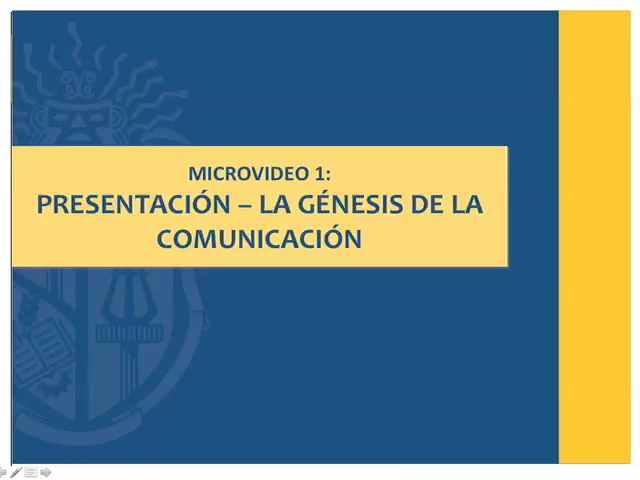 MICROVIDEO 1:
PRESENTACIÓN – LA GÉNESIS DE LA
COMUNICACIÓN